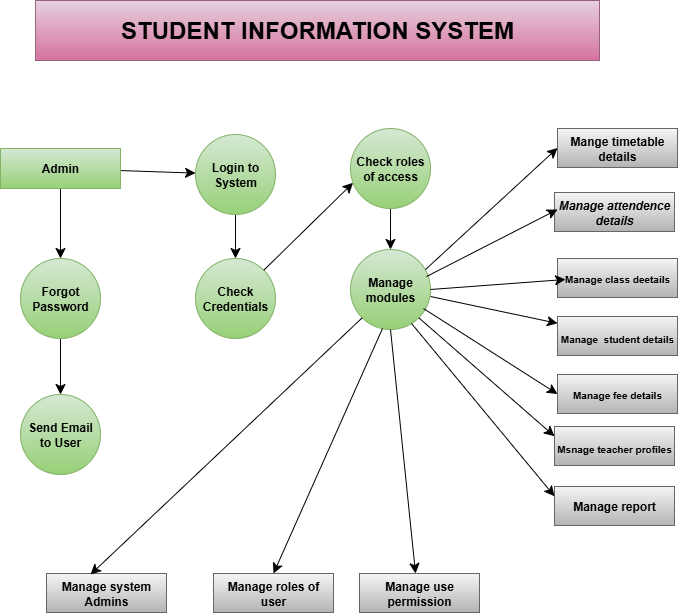 STUDENT INFORMATION SYSTEM
Admin
Login to
System
Check roles
of access
Mange timetable
details
Manage attendence
details
Forgot
Password
Check
Credentials
Manage
modules
Manage class deetails
Manage  student details
Manage fee details
Send Email
to User
Msnage teacher profiles
Manage report
Manage system
Admins
Manage roles of
user
Manage use
permission